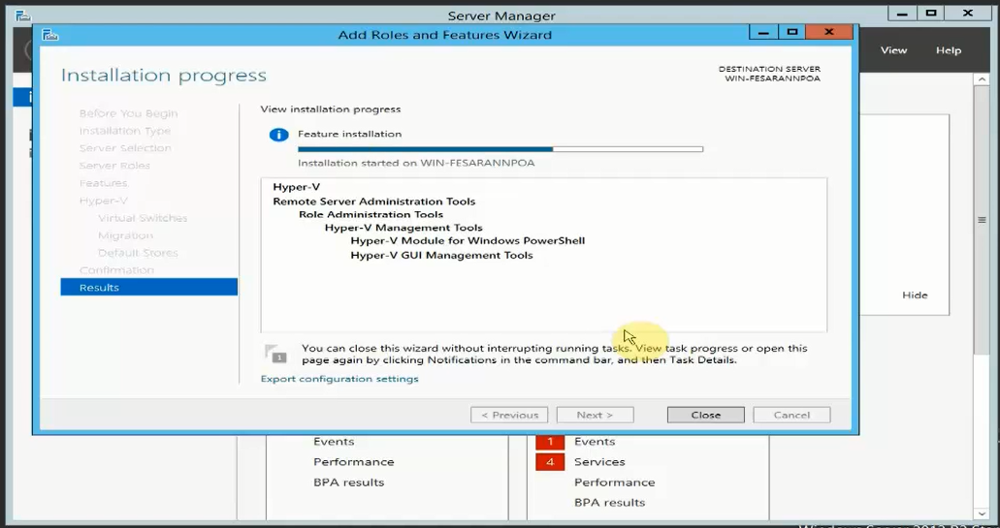 Server Manager
Add Roles and Features Wizard
View Help
Installation progress
DESTINATION SERVER
WIN-FESARANNPOA
Before You Begin
Installation Type
Server Selection
Server Roles
Features
Hyper-V
Virtual Switches
Migration
Default Stores
Confirmation
Results
View installation progress
Feature installation
Installation started on WIN-FESARANNPOA
Hyper-V
Remote Server Administration Tools
Role Administration Tools
Hyper-V Management Tools
Hyper-V Module for Windows PowerShell
Hyper-V GUI Management Tools
Hide
1
You can close this wizard without interrupting running tasks. View task progress or open this
page again by clicking Notifications in the command bar, and then Task Details.
Export configuration settings
< Previous Next > Close Cancel
Events
Performance
BPA results
1 Events
4 Services
Performance
BPA results